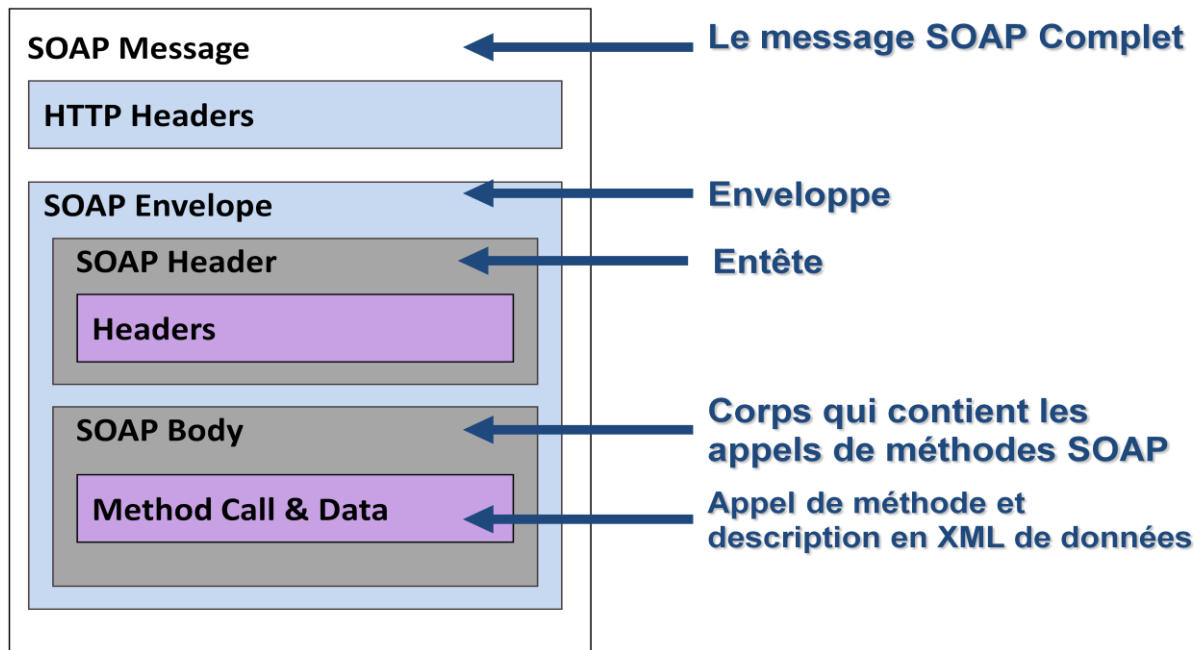 SOAP Message
Le message SOAP Complet
HTTP Headers
SOAP Envelope
Enveloppe
SOAP Header
Entête
Headers
SOAP Body
Corps qui contient les
appels de méthodes SOAP
Method Call & Data
Appel de méthode et
description en XML de données